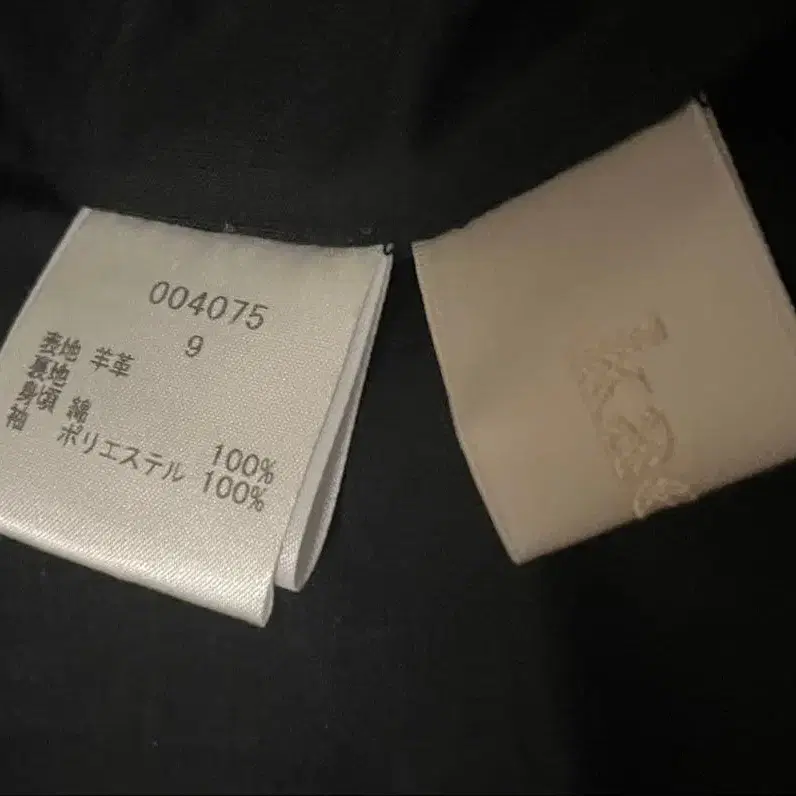 004075
9
表地 羊革
裏地
身頃 綿 100%
袖 ポリエステル 100%